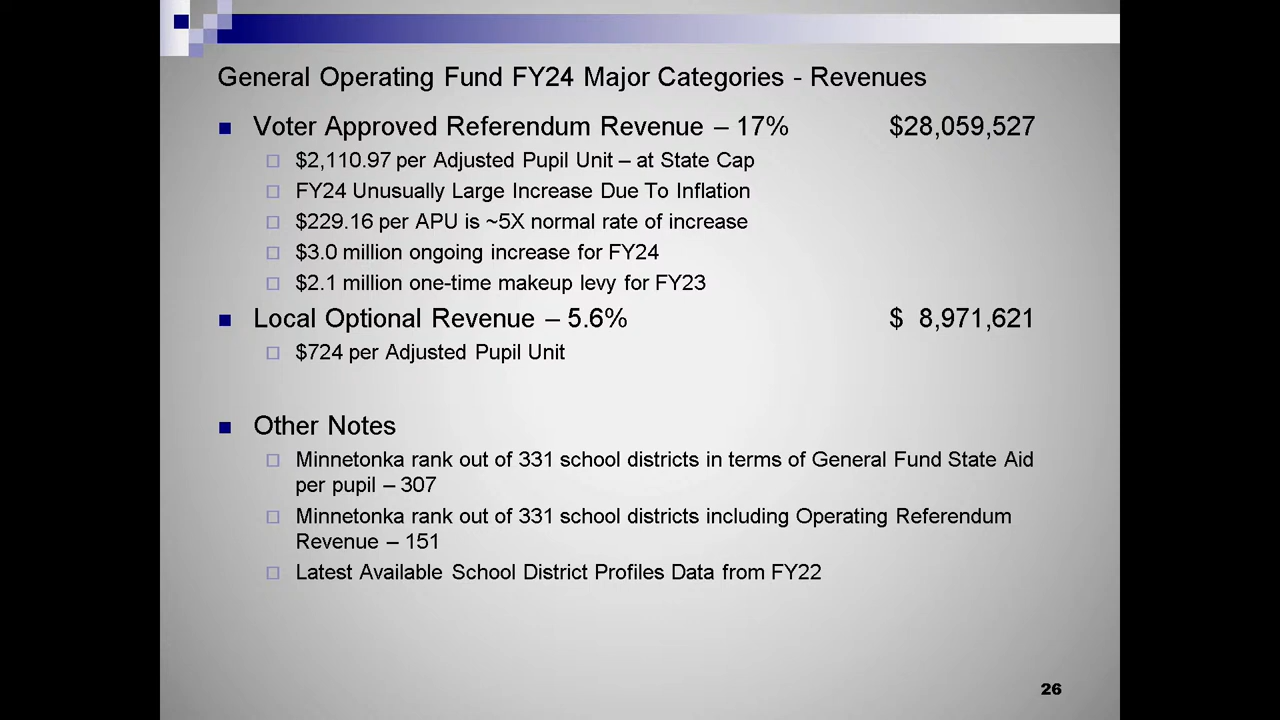 General Operating Fund FY24 Major Categories - Revenues
Voter Approved Referendum Revenue – 17% $28,059,527
$2,110.97 per Adjusted Pupil Unit – at State Cap
FY24 Unusually Large Increase Due To Inflation
$229.16 per APU is ~5X normal rate of increase
$3.0 million ongoing increase for FY24
$2.1 million one-time makeup levy for FY23
Local Optional Revenue – 5.6% $ 8,971,621
$724 per Adjusted Pupil Unit
Other Notes
Minnetonka rank out of 331 school districts in terms of General Fund State Aid
per pupil – 307
Minnetonka rank out of 331 school districts including Operating Referendum
Revenue – 151
Latest Available School District Profiles Data from FY22
26